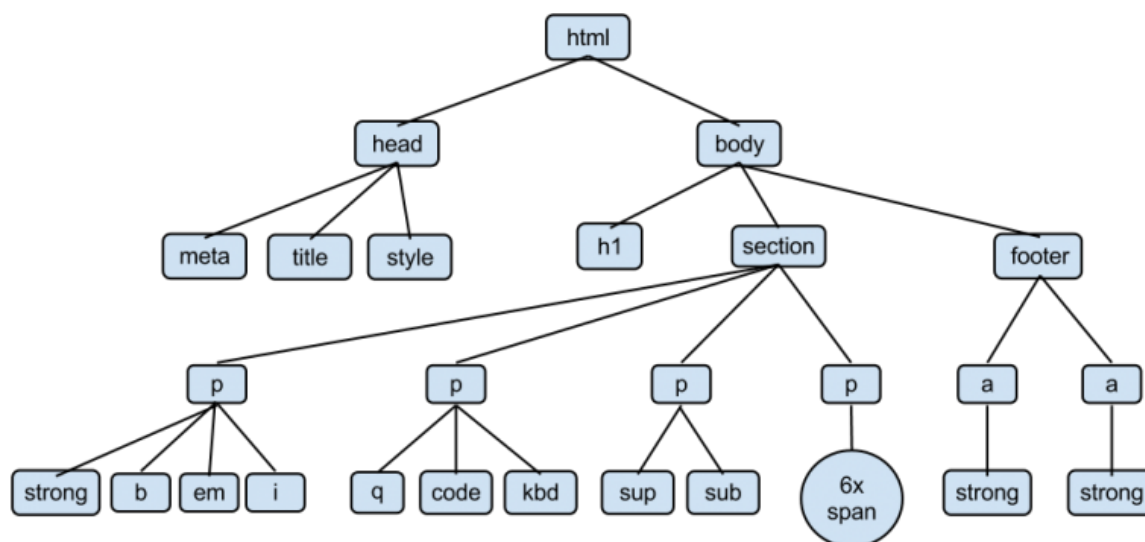 html
head
body
meta
title
style
h1
section
footer
p
p
p
p
a
a
strong
b
em
i
q
code
kbd
sup
sub
6x
span
strong
strong